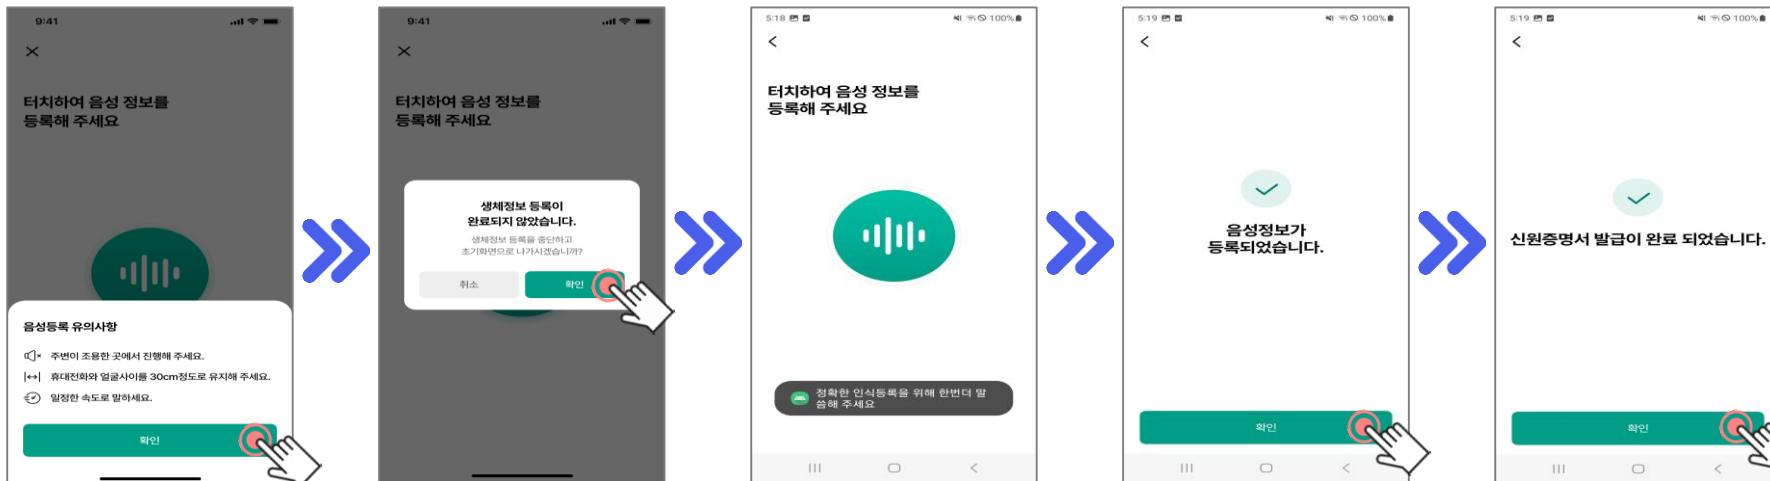 9:41
터치하여 음성 정보를
등록해 주세요
음성등록 유의사항
주변이 조용한 곳에서 진행해 주세요.
휴대전화와 얼굴사이를 30cm정도로 유지해 주세요.
일정한 속도로 말하세요.
확인
9:41
터치하여 음성 정보를
등록해 주세요
생체정보 등록이
완료되지 않았습니다.
생체정보 등록을 중단하고
초기화면으로 나가시겠습니까?
취소
확인
5:18
100%
터치하여 음성 정보를
등록해 주세요
정확한 인식등록을 위해 한번더 말
씀해 주세요
5:19
100%
음성정보가
등록되었습니다.
확인
5:19
100%
신원증명서 발급이 완료 되었습니다.
확인